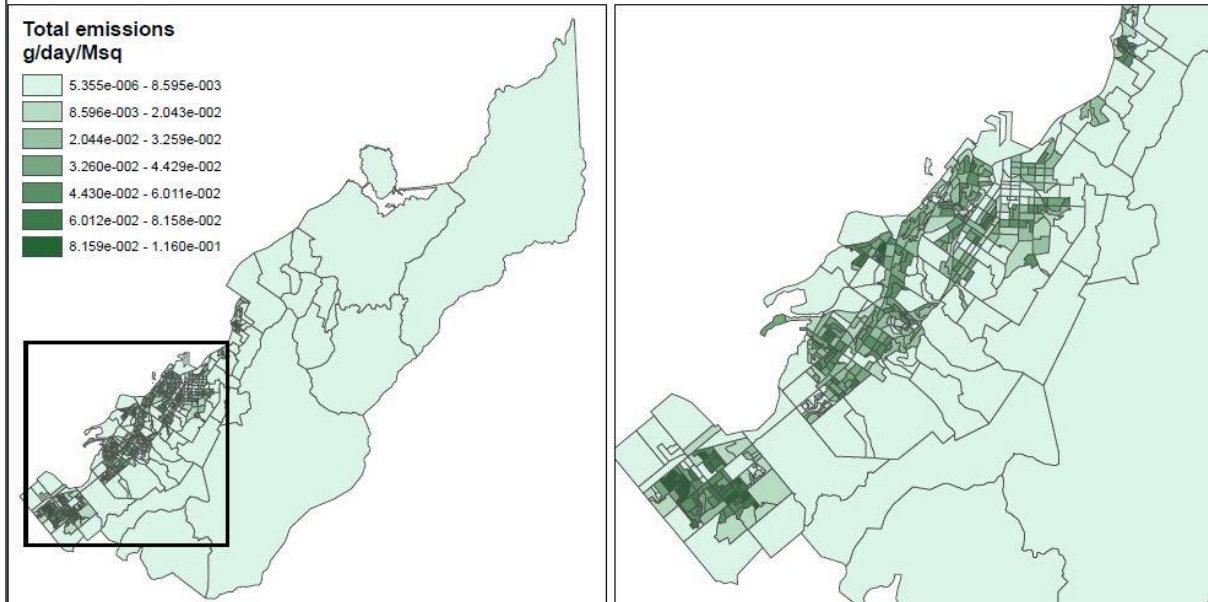 Total emissions
g/day/Msq
5.355e-006 - 8.595e-003
8.596e-003 - 2.043e-002
2.044e-002 - 3.259e-002
3.260e-002 - 4.429e-002
4.430e-002 - 6.011e-002
6.012e-002 - 8.158e-002
8.159e-002 - 1.160e-001